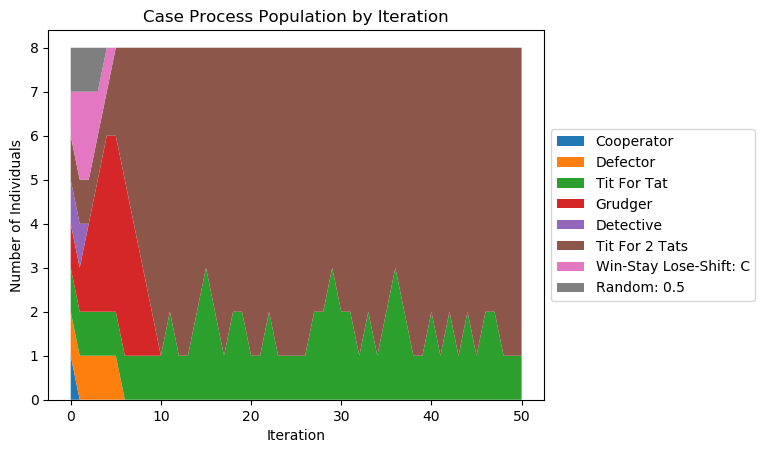 Case Process Population by Iteration
Number of Individuals
8
7
6
5
4
3
2
1
0
0 10 20 30 40 50
Iteration
Cooperator
Defector
Tit For Tat
Grudger
Detective
Tit For 2 Tats
Win-Stay Lose-Shift: C
Random: 0.5